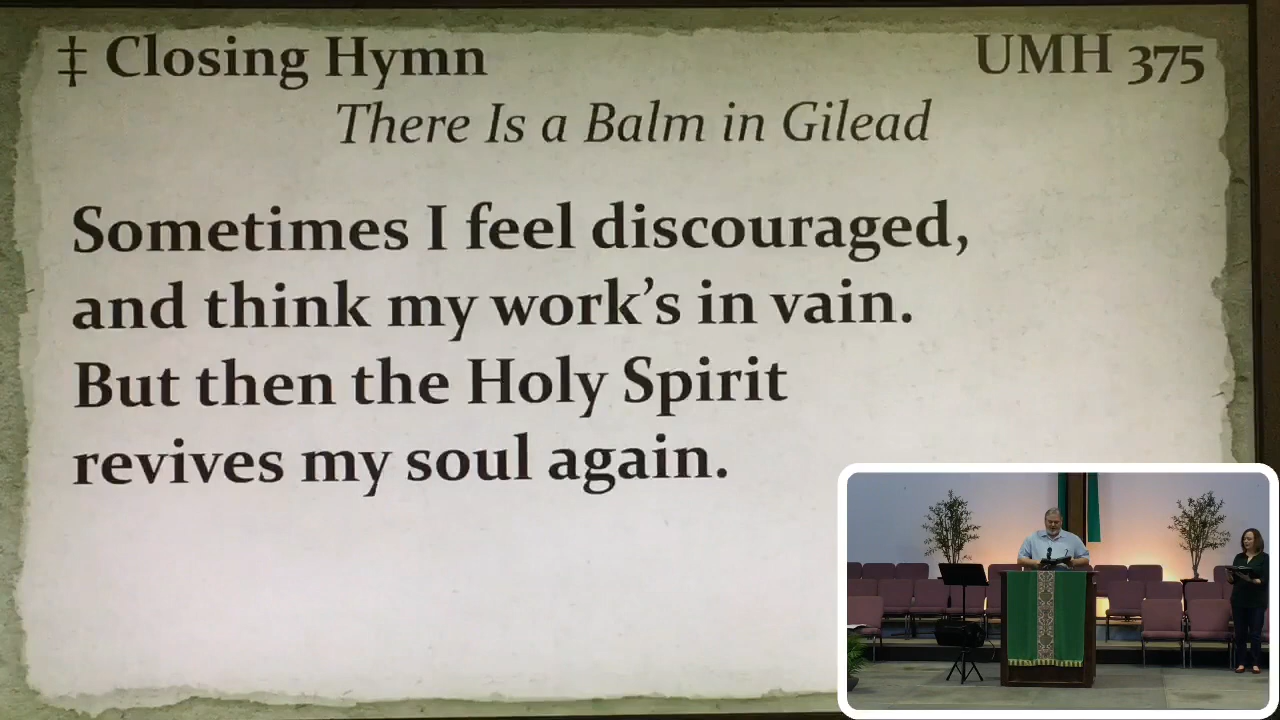 ‡ Closing Hymn UMH 375
There Is a Balm in Gilead
Sometimes I feel discouraged,
and think my work’s in vain.
But then the Holy Spirit
revives my soul again.